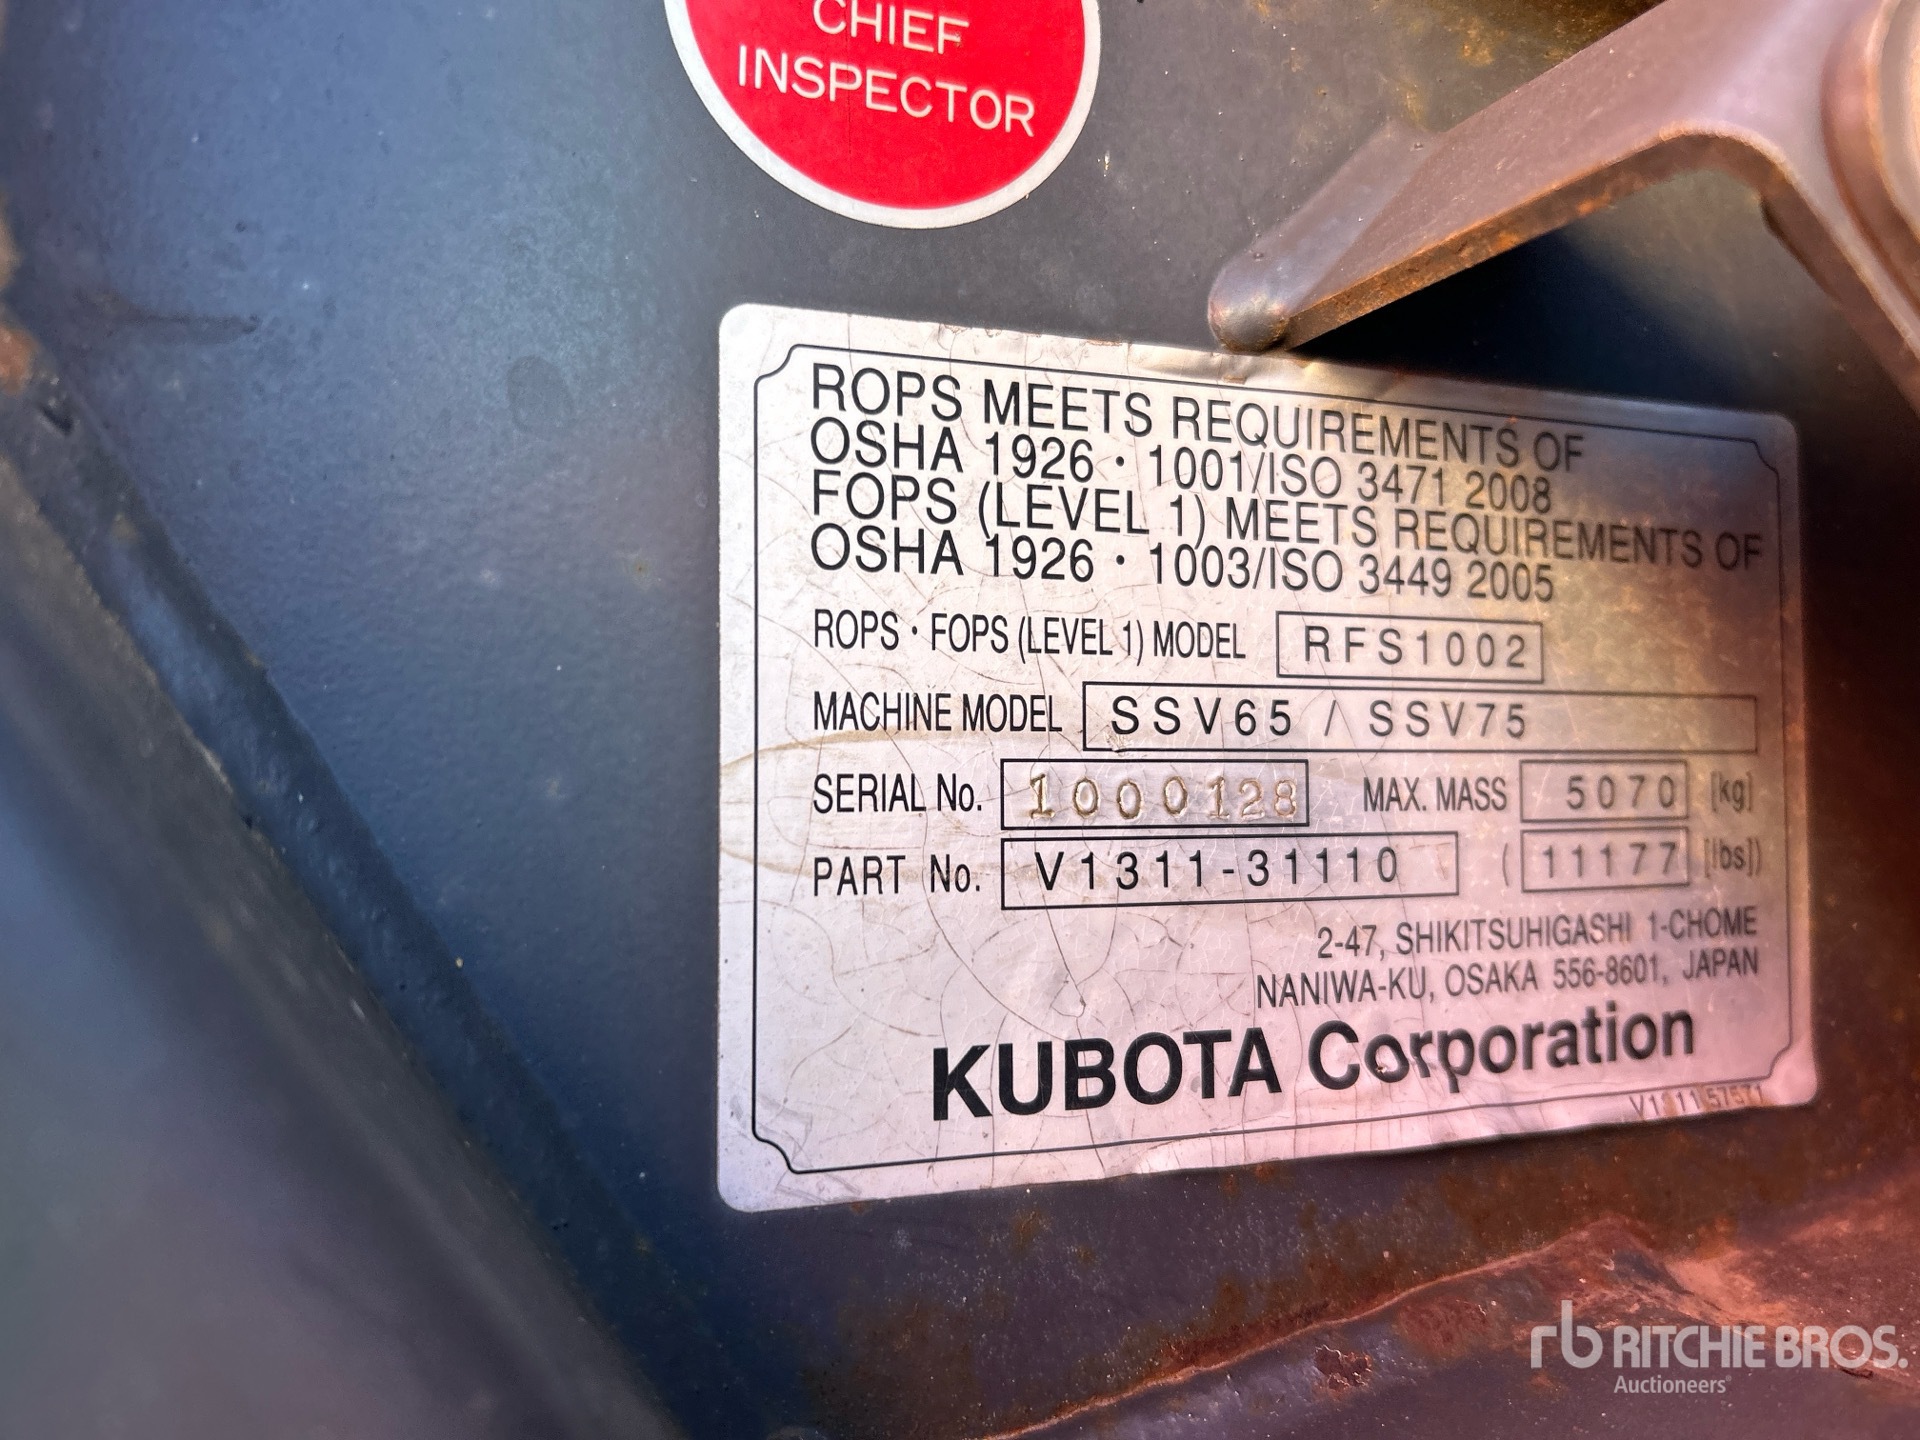 CHIEF
INSPECTOR
ROPS MEETS REQUIREMENTS OF
OSHA 1926・1001/ISO 3471 2008
FOPS (LEVEL 1) MEETS REQUIREMENTS OF
OSHA 1926・1003/ISO 3449 2005
ROPS・FOPS (LEVEL 1) MODEL RFS1002
MACHINE MODEL SSV65 / SSV75
SERIAL No. 1000128 MAX. MASS 5070 [kg]
PART No. V1311-31110 ( 11177 [lbs])
2-47, SHIKITSUHIGASHI 1-CHOME
NANIWA-KU, OSAKA 556-8601, JAPAN
KUBOTA Corporation
rb RITCHIE BROS.
Auctioneers